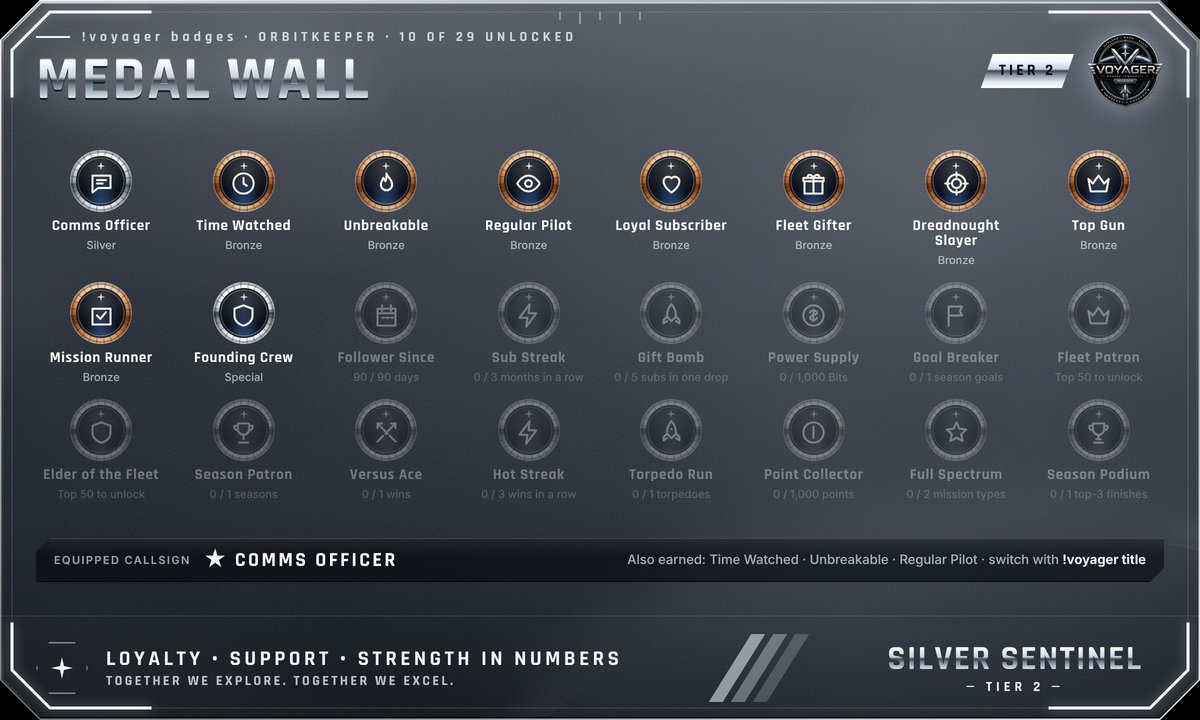 !voyager badges · ORBITKEEPER · 10 OF 29 UNLOCKED
MEDAL WALL
TIER 2
VOYAGER
Comms Officer
Silver
Time Watched
Bronze
Unbreakable
Bronze
Regular Pilot
Bronze
Loyal Subscriber
Bronze
Fleet Gifter
Bronze
Dreadnought
Slayer
Bronze
Top Gun
Bronze
Mission Runner
Bronze
Founding Crew
Special
Follower Since
90 / 90 days
Sub Streak
0 / 3 months in a row
Gift Bomb
0 / 5 subs in one drop
Power Supply
0 / 1,000 Bits
Goal Breaker
0 / 1 season goals
Fleet Patron
Top 50 to unlock
Elder of the Fleet
Top 50 to unlock
Season Patron
0 / 1 seasons
Versus Ace
0 / 1 wins
Hot Streak
0 / 3 wins in a row
Torpedo Run
0 / 1 torpedoes
Point Collector
0 / 1,000 points
Full Spectrum
0 / 2 mission types
Season Podium
0 / 1 top-3 finishes
EQUIPPED CALLSIGN ★ COMMS OFFICER
Also earned: Time Watched · Unbreakable · Regular Pilot · switch with !voyager title
LOYALTY • SUPPORT • STRENGTH IN NUMBERS
TOGETHER WE EXPLORE. TOGETHER WE EXCEL.
SILVER SENTINEL
– TIER 2 –